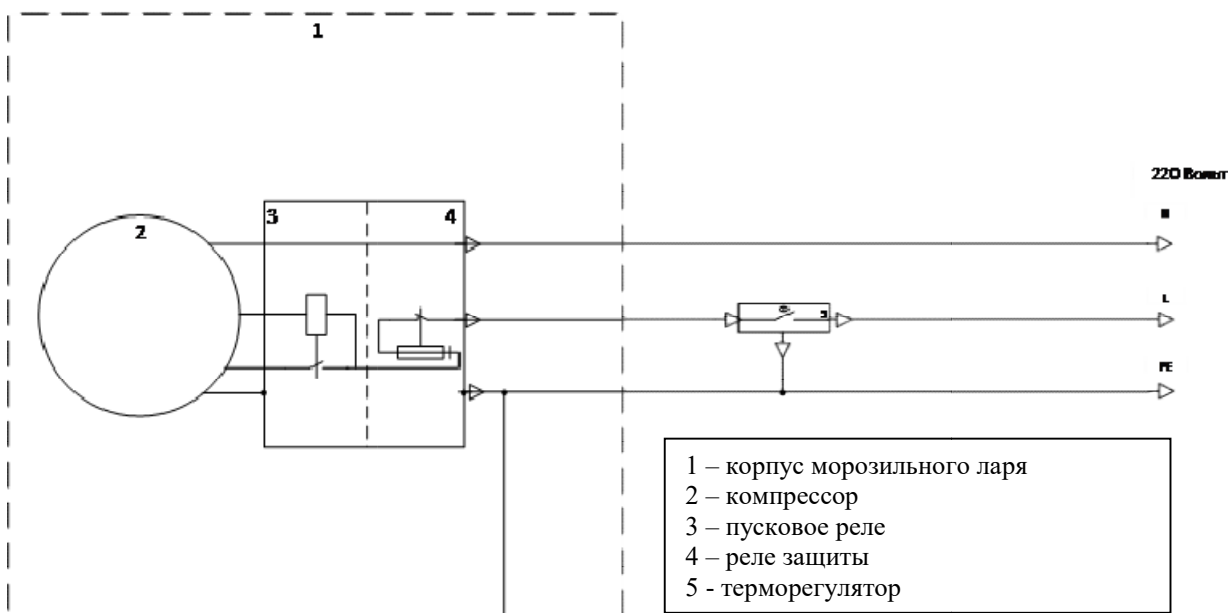 1
220 Вольт
3
4
2
L
PE
1 – корпус морозильного ларя
2 – компрессор
3 – пусковое реле
4 – реле защиты
5 - терморегулятор